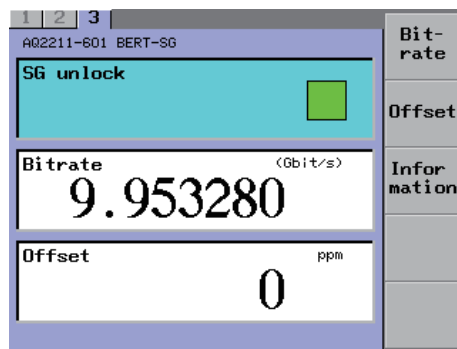 1 2 3
AQ2211-601 BERT-SG
SG unlock
Bitrate (Gbit/s)
9.953280
Offset ppm
0
Bit-
rate
Offset
Infor
mation